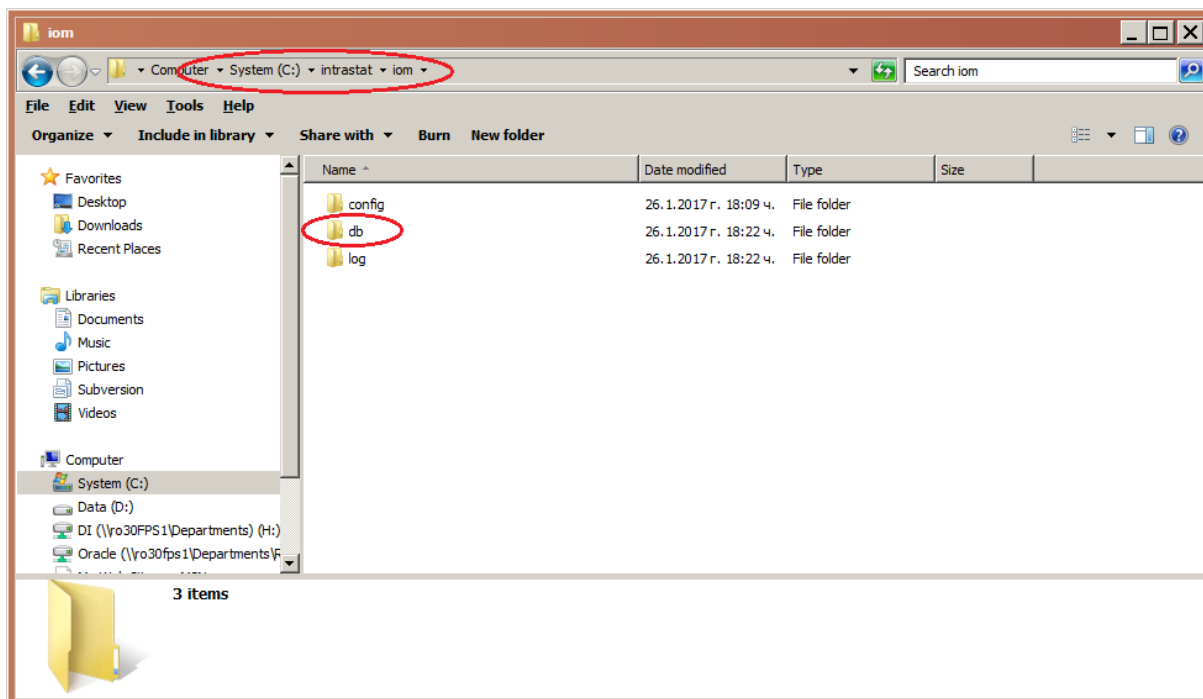 iom
Computer System (C:) intrastat iom
Search iom
File Edit View Tools Help
Organize Include in library Share with Burn New folder
Name Date modified Type Size
Favorites
Desktop
Downloads
Recent Places
Libraries
Documents
Music
Pictures
Subversion
Videos
Computer
System (C:)
Data (D:)
DI (\\ro30FPS1\Departments) (H:)
Oracle (\\ro30fps1\Departments\
config 26.1.2017 г. 18:09 ч. File folder
db 26.1.2017 г. 18:22 ч. File folder
log 26.1.2017 г. 18:22 ч. File folder
3 items